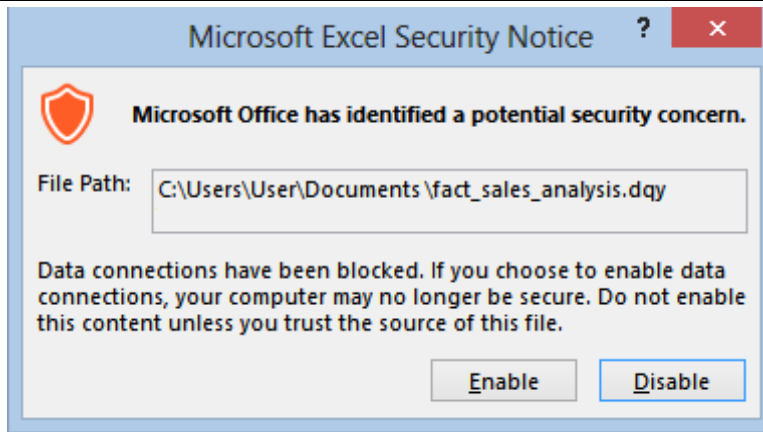 Microsoft Excel Security Notice ? ×
Microsoft Office has identified a potential security concern.
File Path: C:\Users\User\Documents\fact_sales_analysis.dqy
Data connections have been blocked. If you choose to enable data
connections, your computer may no longer be secure. Do not enable
this content unless you trust the source of this file.
Enable Disable